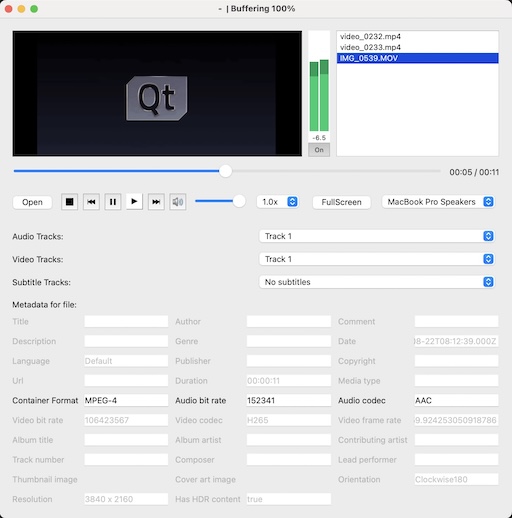 - | Buffering 100%
Qt
-6.5
On
video_0232.mp4
video_0233.mp4
IMG_0539.MOV
00:05 / 00:11
Open
1.0x
FullScreen
MacBook Pro Speakers
Audio Tracks: Track 1
Video Tracks: Track 1
Subtitle Tracks: No subtitles
Metadata for file:
Title Author Comment
Description Genre Date 08-22T08:12:39.000Z
Language Default Publisher Copyright
Url Duration 00:00:11 Media type
Container Format MPEG-4 Audio bit rate 152341 Audio codec AAC
Video bit rate 106423567 Video codec H265 Video frame rate 9.924253050918786
Album title Album artist Contributing artist
Track number Composer Lead performer
Thumbnail image Cover art image Orientation Clockwise180
Resolution 3840 x 2160 Has HDR content true